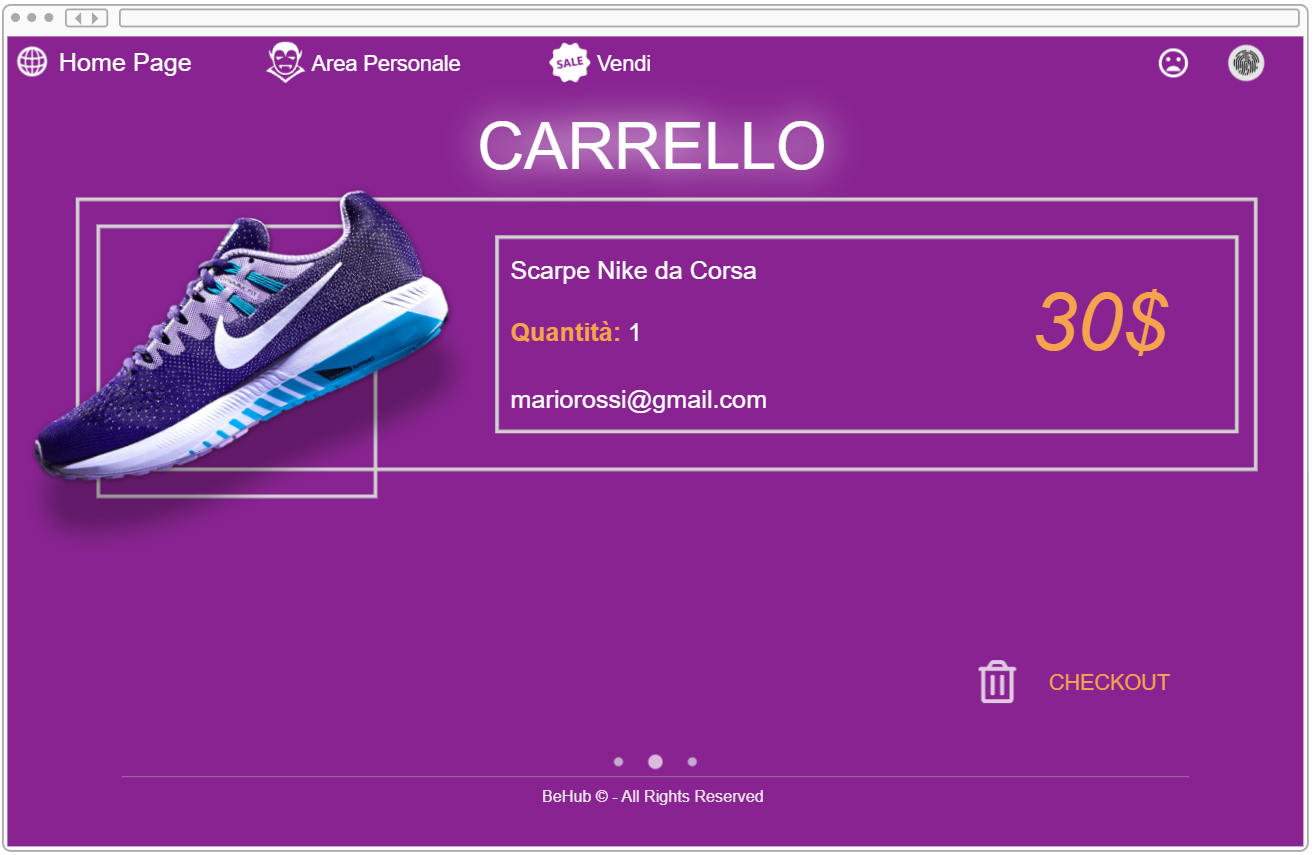 Home Page
Area Personale
SALE
Vendi
CARRELLO
Scarpe Nike da Corsa
Quantità: 1
30$
mariorossi@gmail.com
CHECKOUT
BeHub © - All Rights Reserved